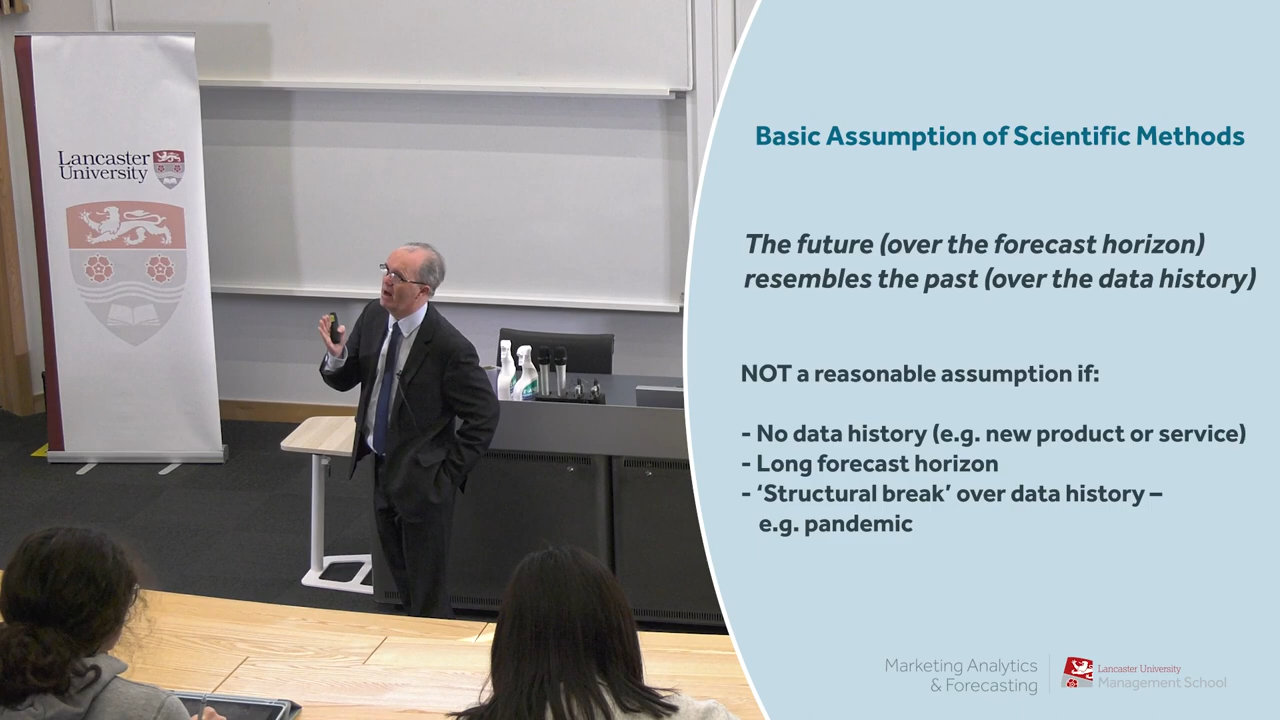 Lancaster
University
Basic Assumption of Scientific Methods
The future (over the forecast horizon)
resembles the past (over the data history)
NOT a reasonable assumption if:
- No data history (e.g. new product or service)
- Long forecast horizon
- ‘Structural break’ over data history –
e.g. pandemic
Marketing Analytics
& Forecasting
Lancaster University
Management School